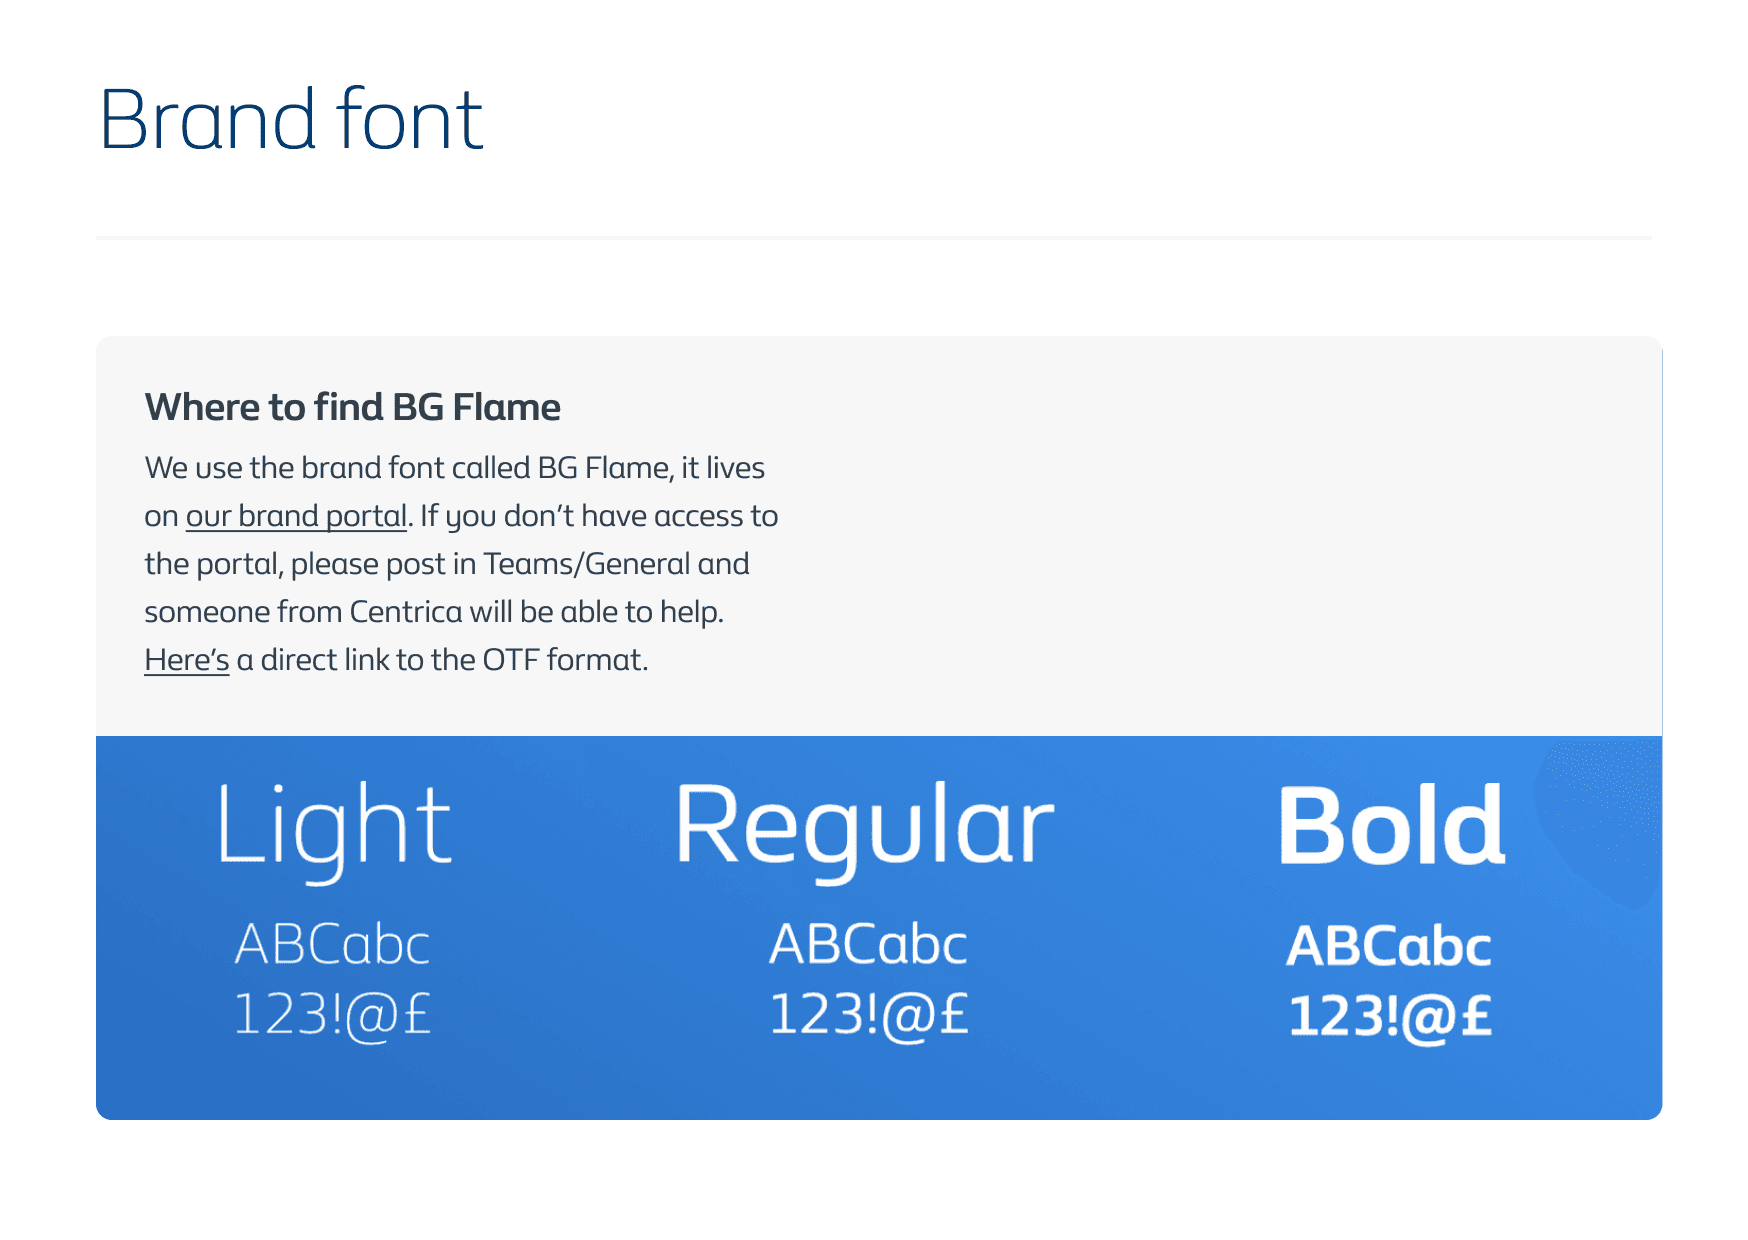 Brand font
Where to find BG Flame
We use the brand font called BG Flame, it lives
on our brand portal. If you don’t have access to
the portal, please post in Teams/General and
someone from Centrica will be able to help.
Here’s a direct link to the OTF format.
Light
ABCabc
123!@£
Regular
ABCabc
123!@£
Bold
ABCabc
123!@£